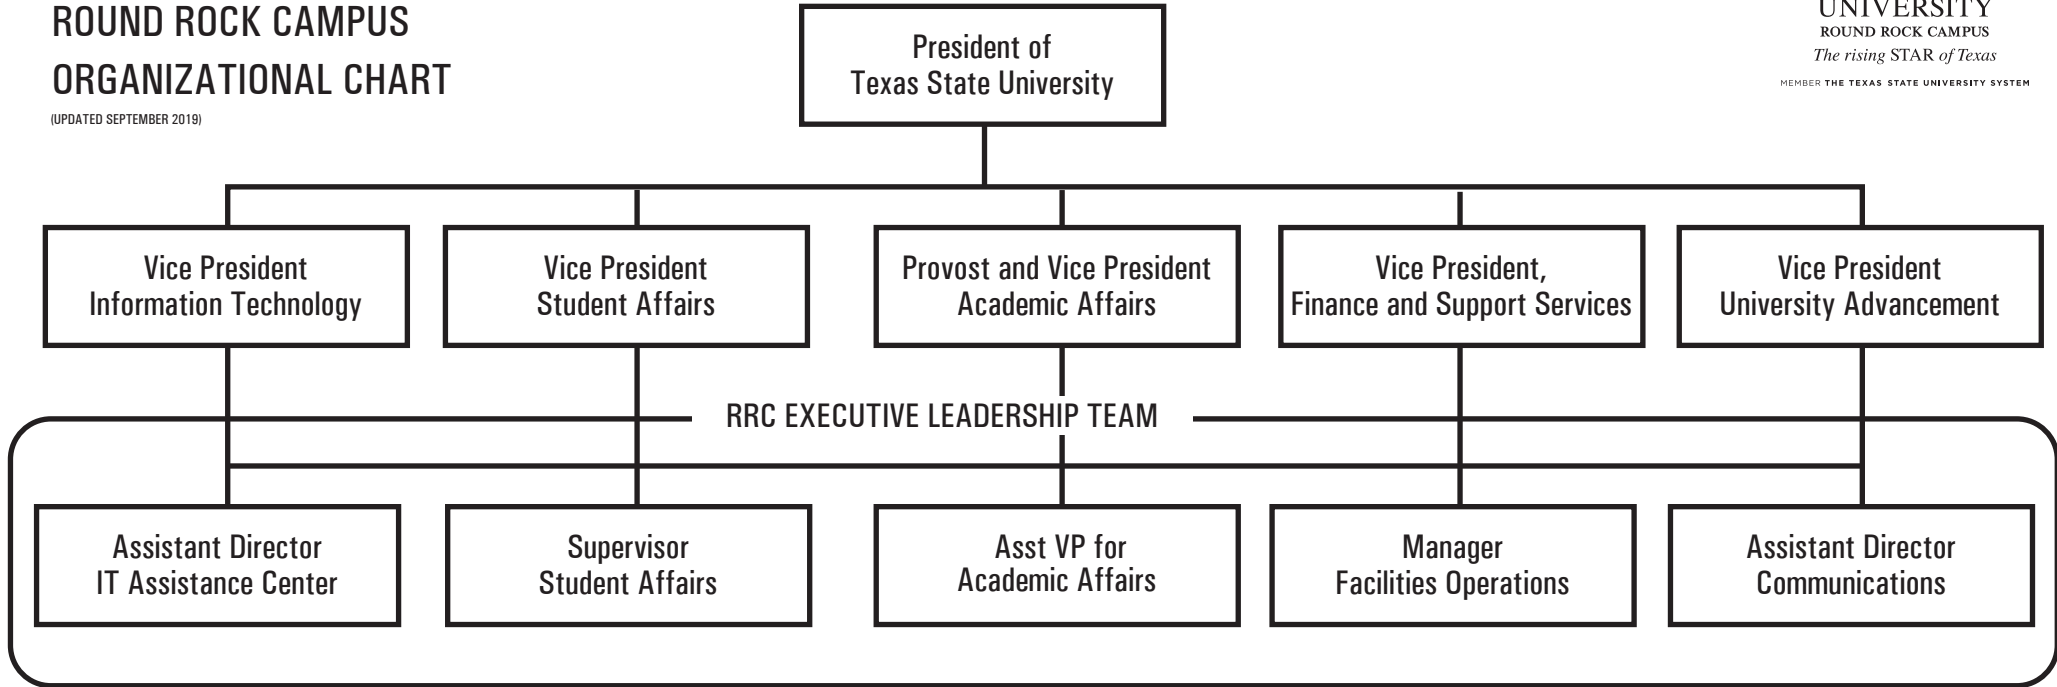 ROUND ROCK CAMPUS
ORGANIZATIONAL CHART
(UPDATED SEPTEMBER 2019)
UNIVERSITY
ROUND ROCK CAMPUS
The rising STAR of Texas
MEMBER THE TEXAS STATE UNIVERSITY SYSTEM
President of
Texas State University
Vice President
Information Technology
Vice President
Student Affairs
Provost and Vice President
Academic Affairs
Vice President,
Finance and Support Services
Vice President
University Advancement
RRC EXECUTIVE LEADERSHIP TEAM
Assistant Director
IT Assistance Center
Supervisor
Student Affairs
Asst VP for
Academic Affairs
Manager
Facilities Operations
Assistant Director
Communications